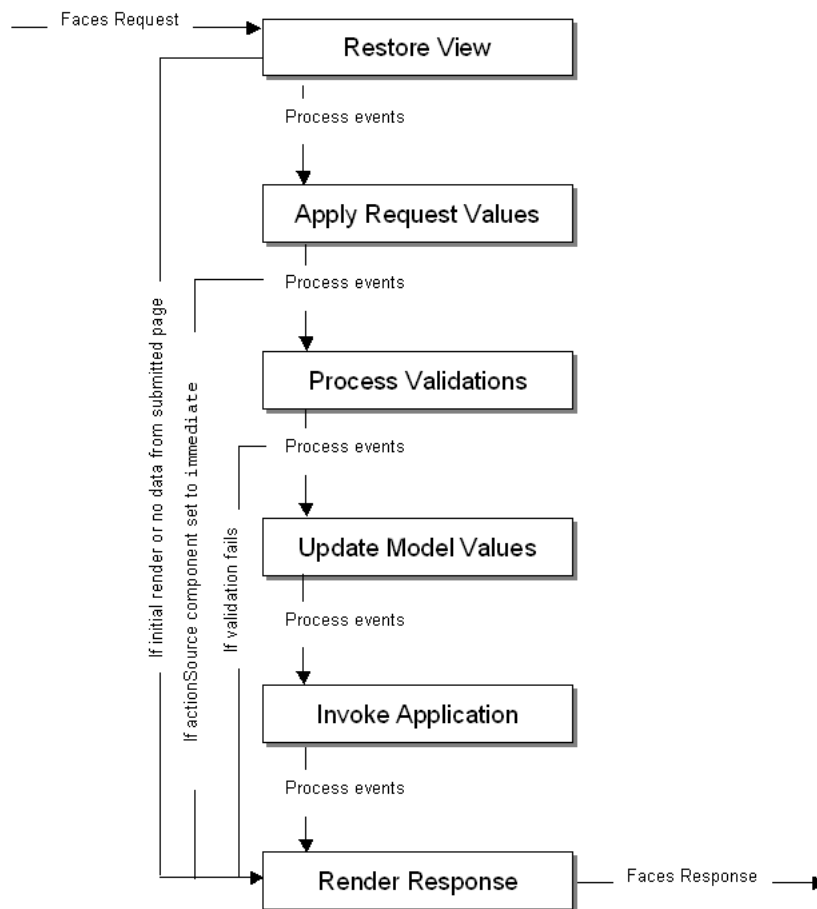 Faces Request
Restore View
Process events
Apply Request Values
Process events
Process Validations
Process events
Update Model Values
Process events
Invoke Application
Process events
Render Response
Faces Response
If initial render or no data from submitted page
If actionSource component set to immediate
If validation fails